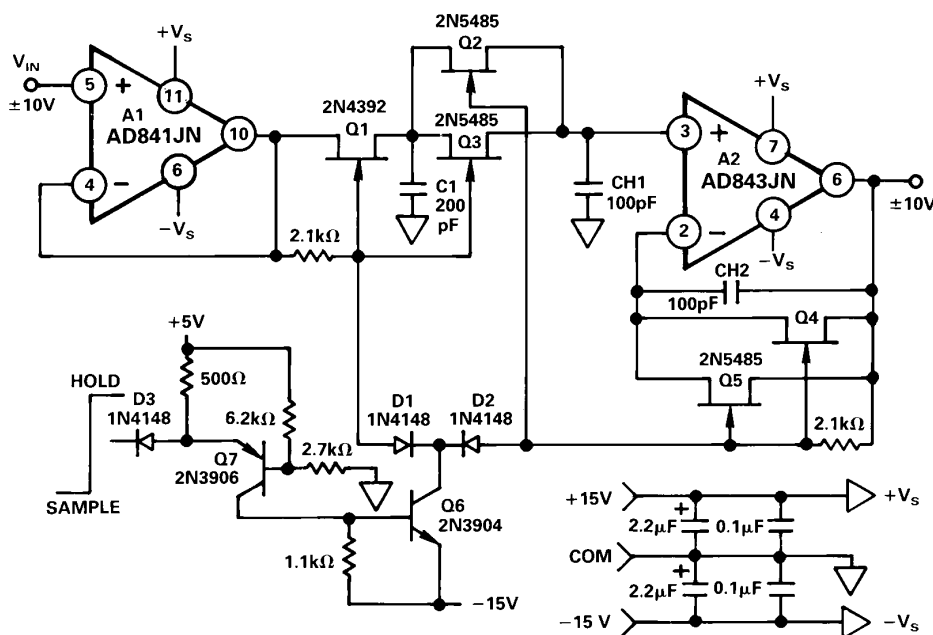 2N5485
Q2
+VS
VIN
5
+
11
±10V
A1
AD841JN
10
2N4392
Q1
2N5485
Q3
+VS
3
+
7
A2
AD843JN
6
±10V
4
−
6
−VS
C1
200
pF
CH1
100pF
2
−
4
−VS
2.1kΩ
CH2
100pF
Q4
+5V
2N5485
Q5
HOLD
500Ω
D3
1N4148
6.2kΩ
D1
1N4148
D2
1N4148
2.1kΩ
2.7kΩ
Q7
2N3906
SAMPLE
Q6
2N3904
1.1kΩ
−15V
+15V
+VS
+
2.2μF
0.1μF
COM
+
2.2μF
0.1μF
−15 V
−VS